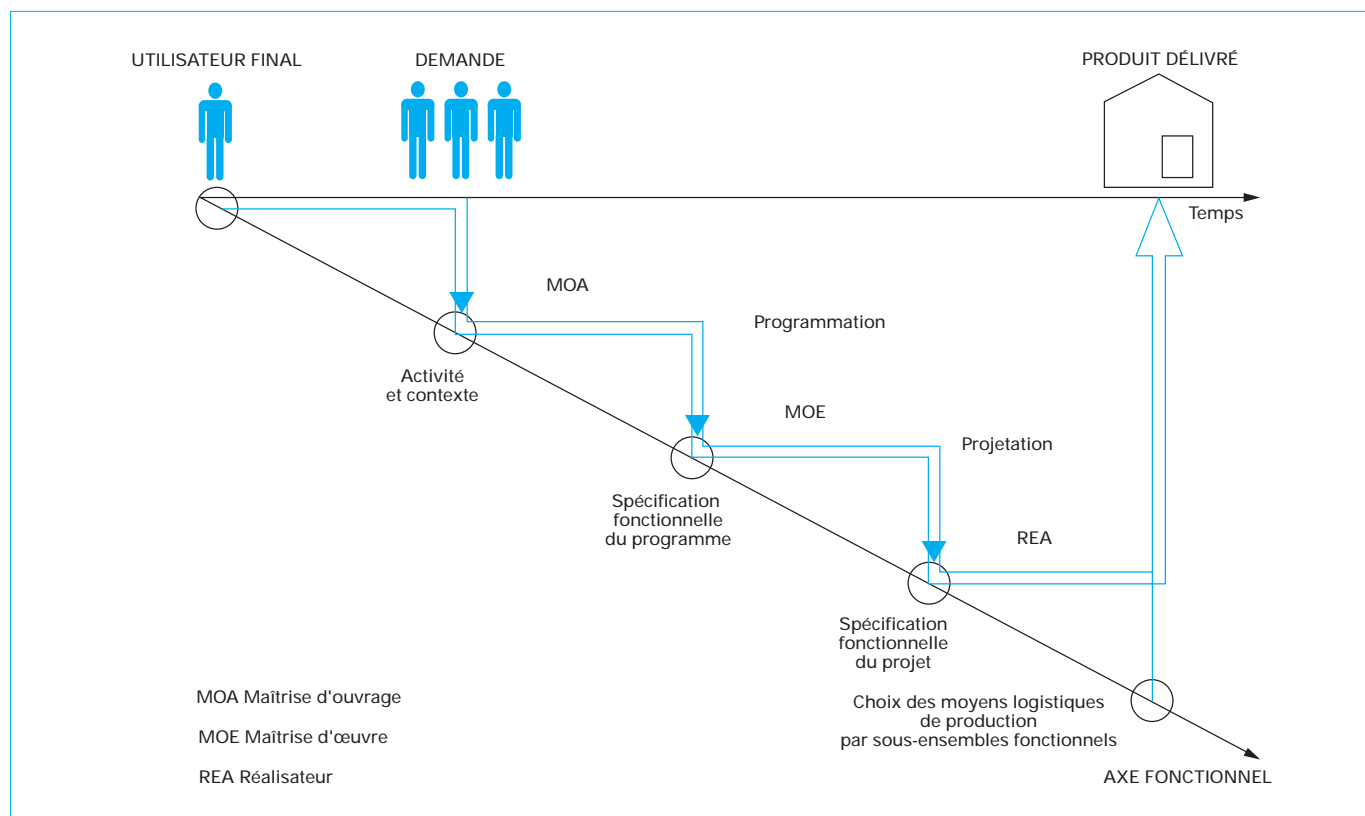 UTILISATEUR FINAL
DEMANDE
PRODUIT DÉLIVRÉ
Temps
MOA
Programmation
Activité
et contexte
MOE
Projetation
Spécification
fonctionnelle
du programme
REA
Spécification
fonctionnelle
du projet
MOA Maîtrise d'ouvrage
Choix des moyens logistiques
de production
par sous-ensembles fonctionnels
MOE Maîtrise d'œuvre
REA Réalisateur
AXE FONCTIONNEL